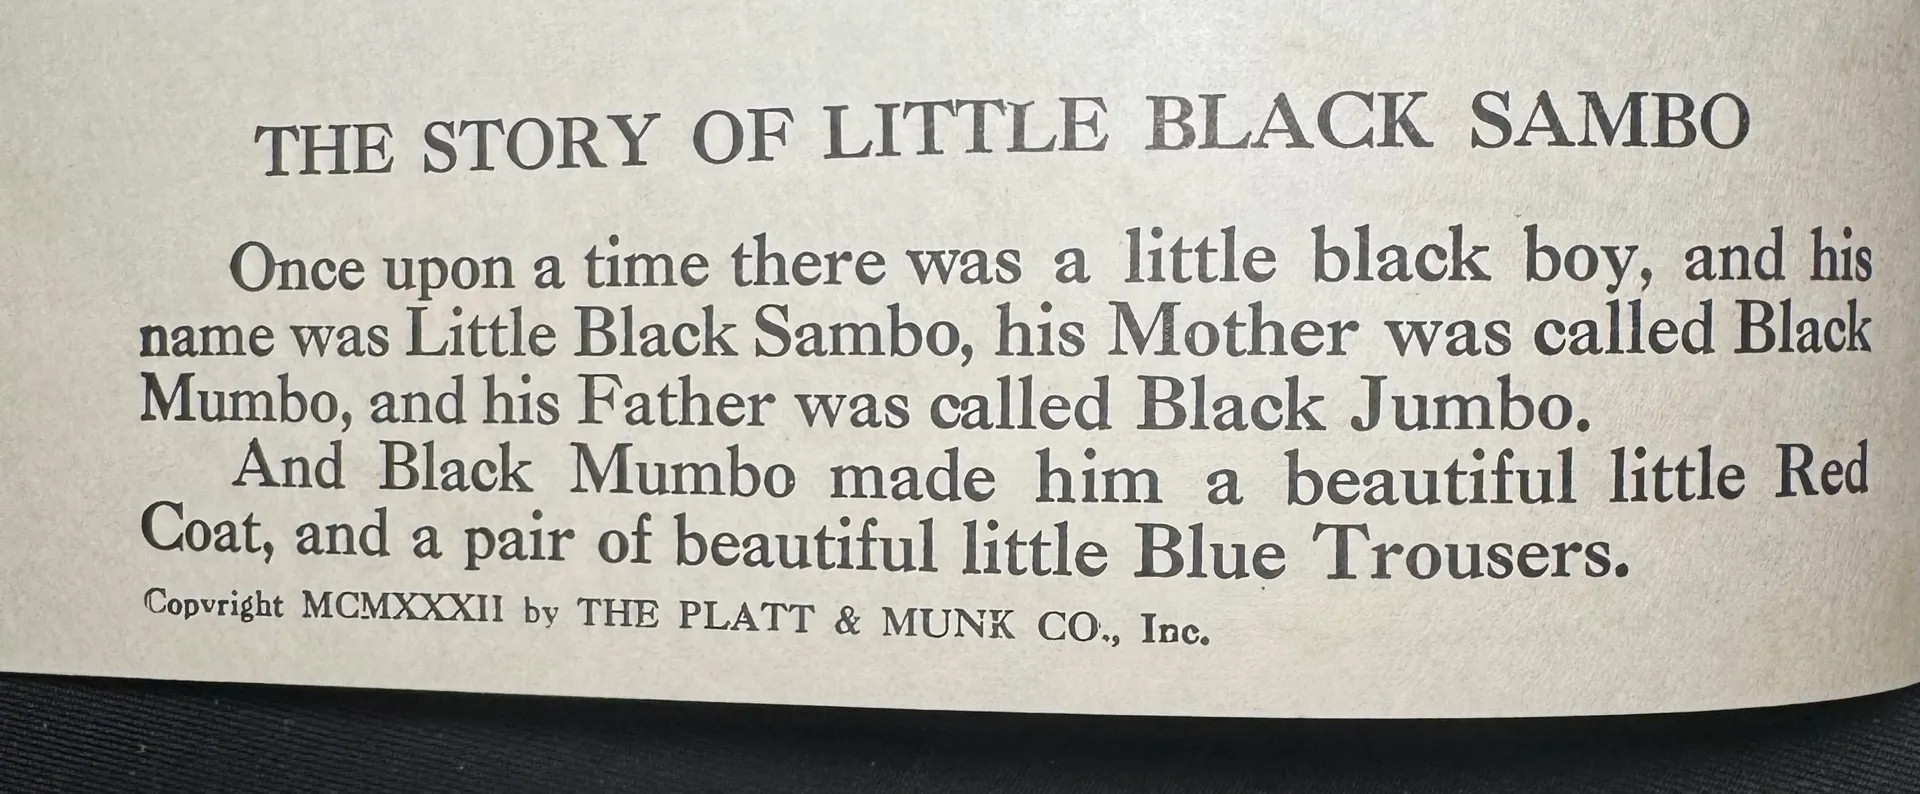 THE STORY OF LITTLE BLACK SAMBO
Once upon a time there was a little black boy, and his
name was Little Black Sambo, his Mother was called Black
Mumbo, and his Father was called Black Jumbo.
And Black Mumbo made him a beautiful little Red
Coat, and a pair of beautiful little Blue Trousers.
Copyright MCMXXXII by THE PLATT & MUNK CO., Inc.